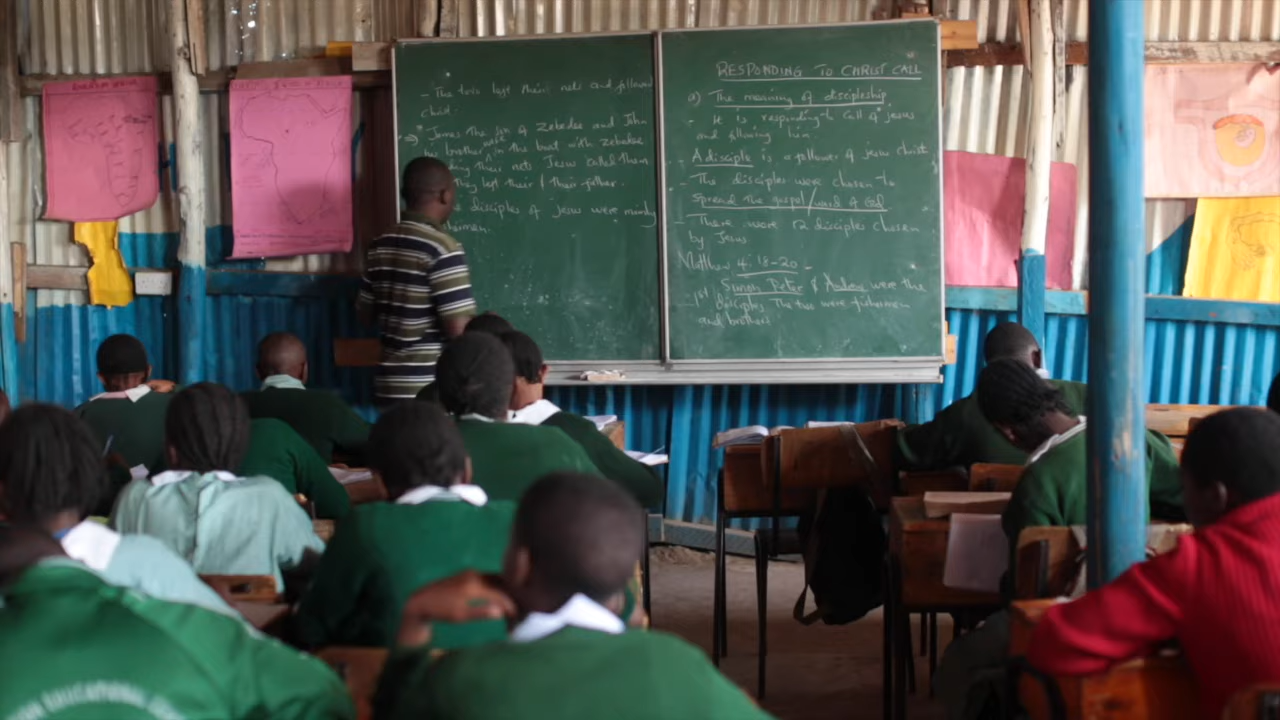 - The two left their nets and followed
christ.
James the son of Zebedee and John
his brother were in the boat with zebedee
their nets Jesus called them
they left their & their father.
disciples of jesus were mainly
RESPONDING TO CHRIST CALL
a) The meaning of discipleship
- It is responding to call of jesus
and following him.
- A disciple is a follower of jesus christ
- The disciples were chosen to
spread the gospel/word of God
- There were 12 disciples chosen
by Jesus
Matthew 4:18-20 -
- 1st Simon Peter & Andrew were the
disciples. The two were fishermen
and brothers
EDUCATIONAL